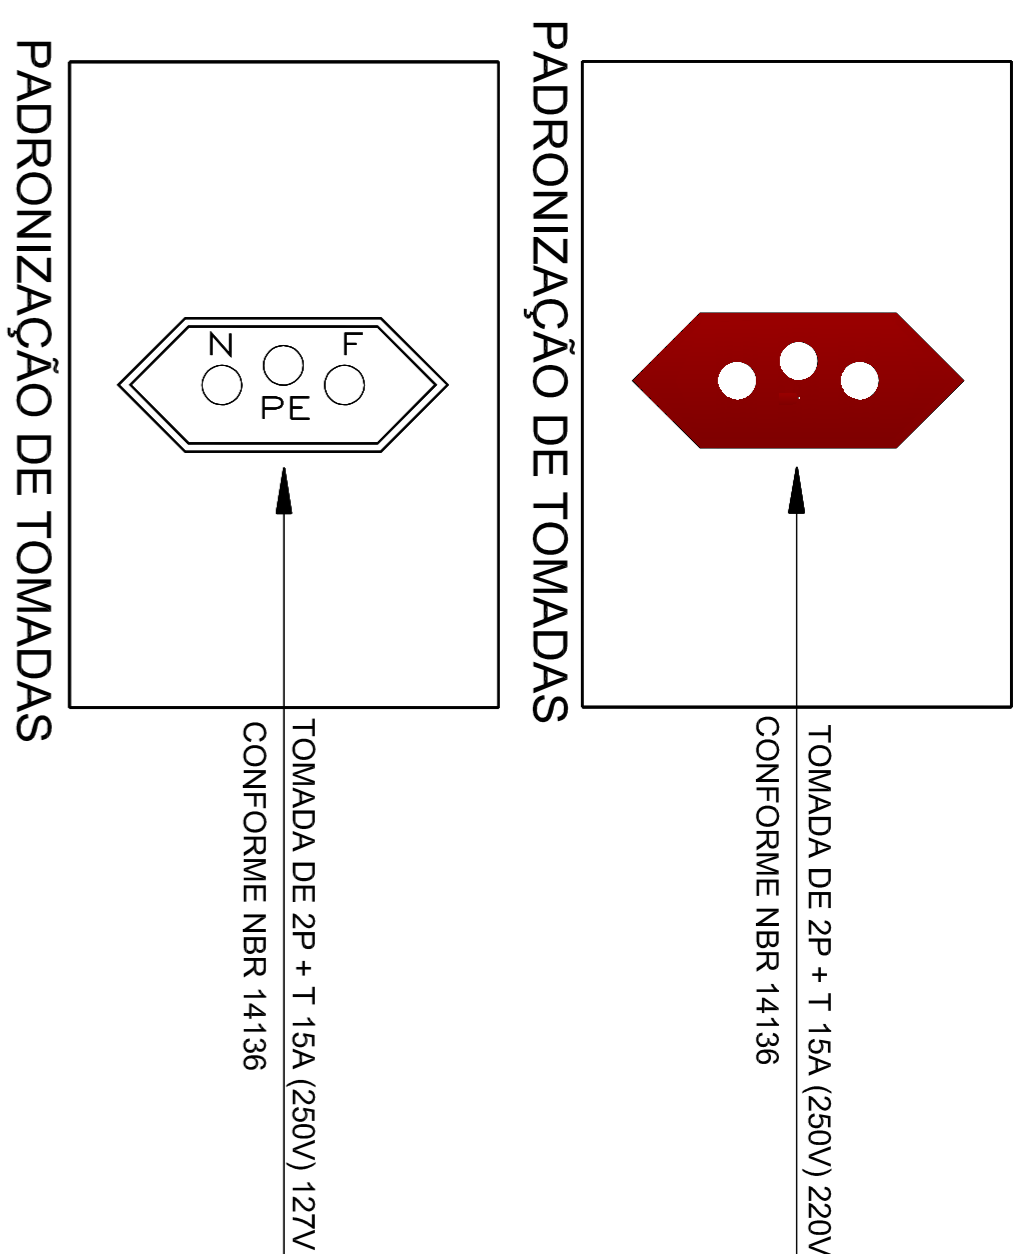 PADRONIZAÇÃO DE TOMADAS
TOMADA DE 2P + T 15A (250V) 220V
CONFORME NBR 14136
PADRONIZAÇÃO DE TOMADAS
N
F
PE
TOMADA DE 2P + T 15A (250V) 127V
CONFORME NBR 14136